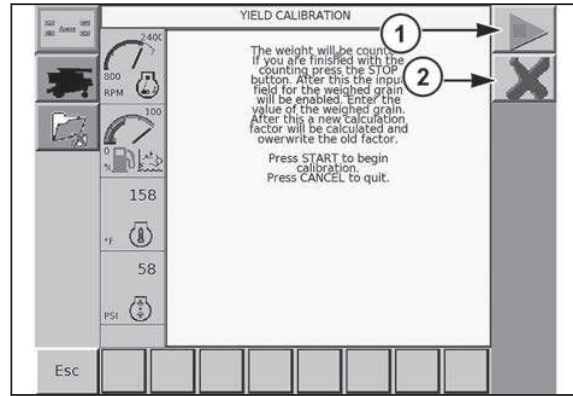 YIELD CALIBRATION
1
2
240
800
RPM
100
0
%
158
°F
58
PSI
The weight will be
If you are finished with the
counting press the STOP
button. After this the input
field for the weighed grain
will be enabled. Enter the
value of the weighed grain.
After this a new calculation
factor will be calculated and
owerwrite the old factor.
Press START to begin
calibration.
Press CANCEL to quit.
Esc